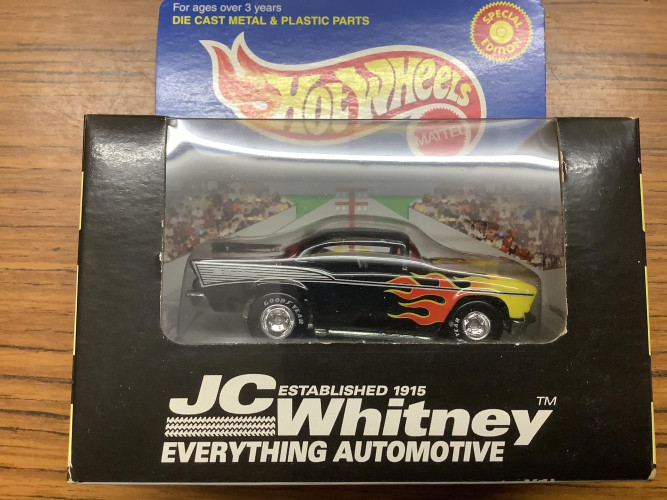 For ages over 3 years
DIE CAST METAL & PLASTIC PARTS
SPECIAL EDITION
HOT WHEELS
MATTEL
GOODYEAR
YEAR
JC Whitney TM
ESTABLISHED 1915
EVERYTHING AUTOMOTIVE